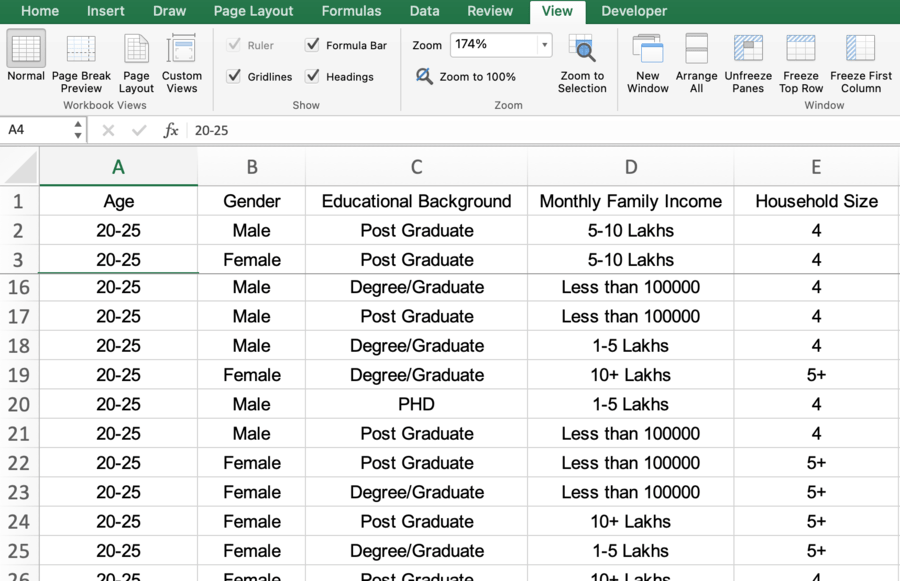 Home Insert Draw Page Layout Formulas Data Review View Developer
Ruler Formula Bar Zoom 174%
Gridlines Headings Zoom to 100%
Normal Page Break Preview Page Layout Custom Views Zoom to Selection New Window Arrange All Unfreeze Panes Freeze Top Row Freeze First Column
Workbook Views Show Zoom Window
A4 fx 20-25
A B C D E
1 Age Gender Educational Background Monthly Family Income Household Size
2 20-25 Male Post Graduate 5-10 Lakhs 4
3 20-25 Female Post Graduate 5-10 Lakhs 4
16 20-25 Male Degree/Graduate Less than 100000 4
17 20-25 Male Post Graduate Less than 100000 4
18 20-25 Male Degree/Graduate 1-5 Lakhs 4
19 20-25 Female Degree/Graduate 10+ Lakhs 5+
20 20-25 Male PHD 1-5 Lakhs 4
21 20-25 Male Post Graduate Less than 100000 4
22 20-25 Female Post Graduate Less than 100000 5+
23 20-25 Female Degree/Graduate Less than 100000 5+
24 20-25 Female Post Graduate 10+ Lakhs 5+
25 20-25 Female Degree/Graduate 1-5 Lakhs 5+
26 20-25 Female Post Graduate 10+ Lakhs 4